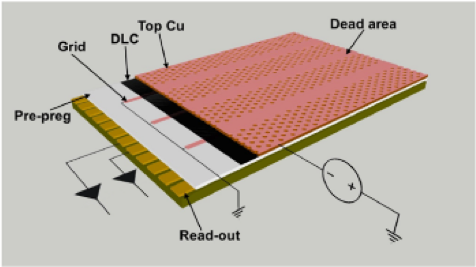 Top Cu
DLC
Dead area
Grid
Pre-preg
Read-out
- +